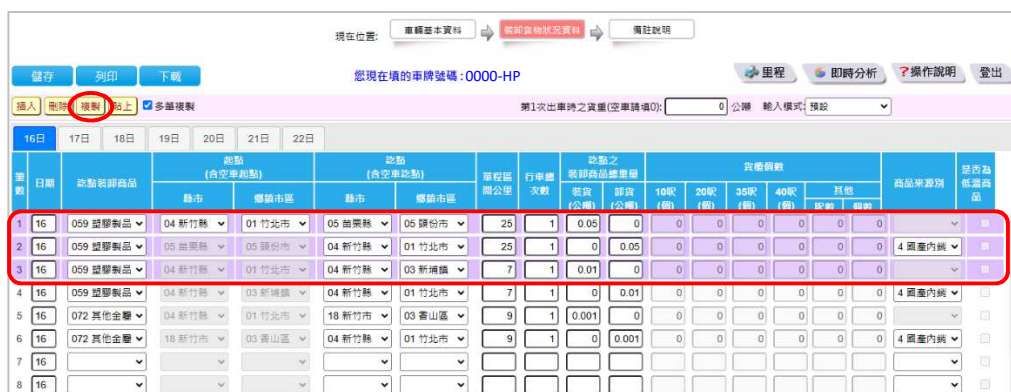 現在位置: 車輛基本資料 裝卸貨物狀況資料 備註說明
儲存 列印 下載 您現在填的車牌號碼:0000-HP 里程 即時分析 ?操作說明 登出
插入 刪除 複製 貼上 多筆複製 第1次出車時之貨重(空車請填0): 0 公噸 輸入模式: 預設
16日 17日 18日 19日 20日 21日 22日
筆數 日期 訖點裝卸商品 起點(含空車起點) 訖點(含空車訖點) 單程區間公里 行車總次數 訖點之裝卸商品總重量 貨櫃個數 商品來源別 是否為低溫商品
縣市 鄉鎮市區 縣市 鄉鎮市區 裝貨(公噸) 卸貨(公噸) 10呎(個) 20呎(個) 35呎(個) 40呎(個) 其他
呎數 個數
1 16 059 塑膠製品 04 新竹縣 01 竹北市 05 苗栗縣 05 頭份市 25 1 0.05 0 0 0 0 0 0 0
2 16 059 塑膠製品 05 苗栗縣 05 頭份市 04 新竹縣 01 竹北市 25 1 0 0.05 0 0 0 0 0 0 4 國產內銷
3 16 059 塑膠製品 04 新竹縣 01 竹北市 04 新竹縣 03 新埔鎮 7 1 0.01 0 0 0 0 0 0 0
4 16 059 塑膠製品 04 新竹縣 03 新埔鎮 04 新竹縣 01 竹北市 7 1 0 0.01 0 0 0 0 0 0 4 國產內銷
5 16 072 其他金屬 04 新竹縣 01 竹北市 18 新竹市 03 香山區 9 1 0.001 0 0 0 0 0 0 0
6 16 072 其他金屬 18 新竹市 03 香山區 04 新竹縣 01 竹北市 9 1 0 0.001 0 0 0 0 0 0 4 國產內銷
7 16
8 16